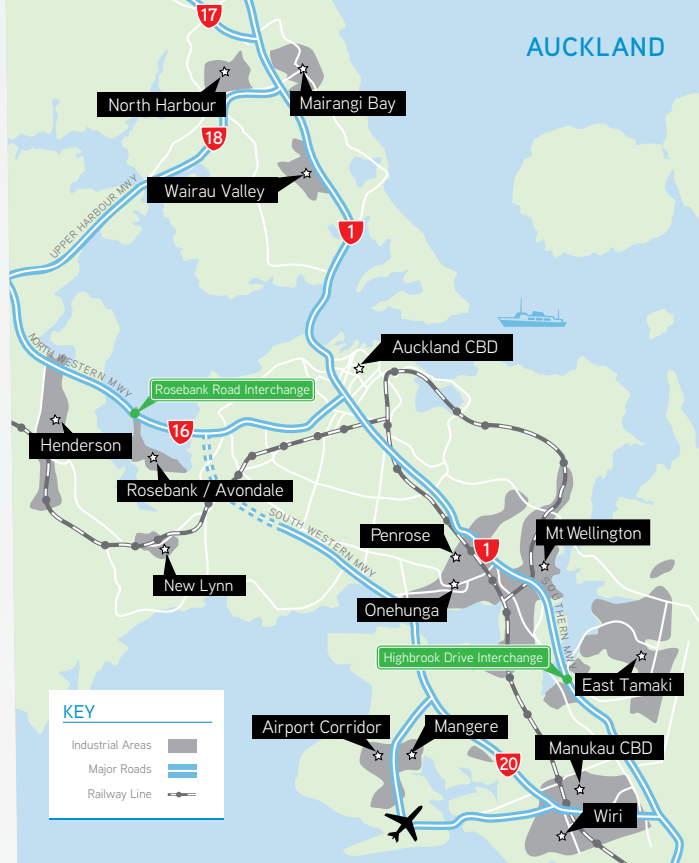 AUCKLAND
17
North Harbour
Mairangi Bay
18
Wairau Valley
UPPER HARBOUR MWY
1
Auckland CBD
NORTH WESTERN MWY
Rosebank Road Interchange
16
Henderson
Rosebank / Avondale
SOUTH WESTERN MWY
Penrose
1
Mt Wellington
New Lynn
Onehunga
SOUTHERN MWY
Highbrook Drive Interchange
East Tamaki
KEY
Industrial Areas
Major Roads
Railway Line
Airport Corridor
Mangere
20
Manukau CBD
Wiri